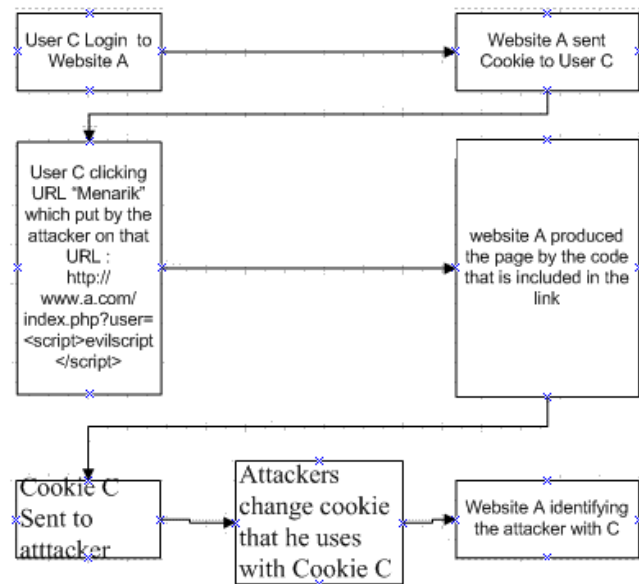 User C Login to
Website A
Website A sent
Cookie to User C
User C clicking
URL “Menarik”
which put by the
attacker on that
URL :
http://
www.a.com/
index.php?user=
<script>evilscript
</script>
website A produced
the page by the code
that is included in the
link
Cookie C
Sent to
atttacker
Attackers
change cookie
that he uses
with Cookie C
Website A identifying
the attacker with C